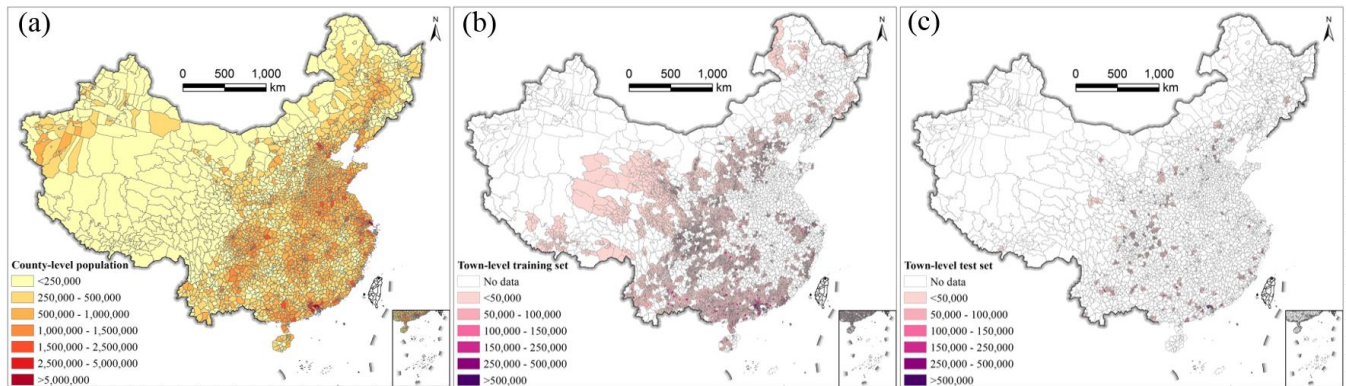 (a)
N
0 500 1,000
km
County-level population
<250,000
250,000 - 500,000
500,000 - 1,000,000
1,000,000 - 1,500,000
1,500,000 - 2,500,000
2,500,000 - 5,000,000
>5,000,000
(b)
N
0 500 1,000
km
Town-level training set
No data
<50,000
50,000 - 100,000
100,000 - 150,000
150,000 - 250,000
250,000 - 500,000
>500,000
(c)
N
0 500 1,000
km
Town-level test set
No data
<50,000
50,000 - 100,000
100,000 - 150,000
150,000 - 250,000
250,000 - 500,000
>500,000